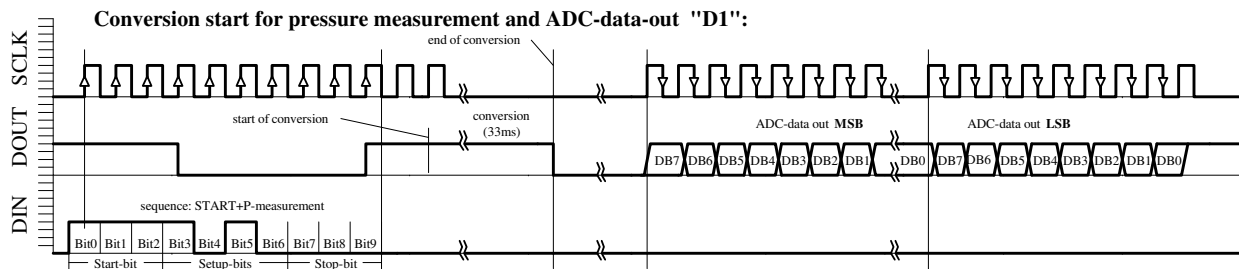 Conversion start for pressure measurement and ADC-data-out "D1":
end of conversion
SCLK
start of conversion
conversion
(33ms)
ADC-data out MSB
ADC-data out LSB
DOUT
DB7 DB6 DB5 DB4 DB3 DB2 DB1 DB0 DB7 DB6 DB5 DB4 DB3 DB2 DB1 DB0
sequence: START+P-measurement
DIN
Bit0 Bit1 Bit2 Bit3 Bit4 Bit5 Bit6 Bit7 Bit8 Bit9
Start-bit Setup-bits Stop-bit